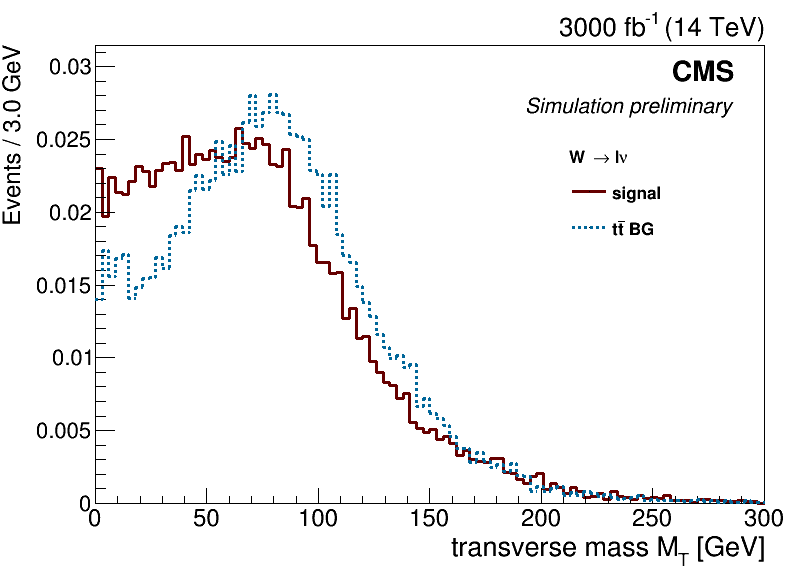 3000 fb⁻¹ (14 TeV)
Events / 3.0 GeV
CMS
Simulation preliminary
W → lν
signal
tt̄ BG
0.03
0.025
0.02
0.015
0.01
0.005
0
0 50 100 150 200 250 300
transverse mass M_T [GeV]